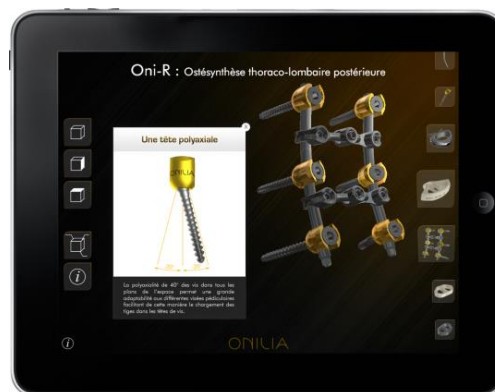 Oni-R : Ostésynthèse thoraco-lombaire postérieure
Une tête polyaxiale
ONILIA
La polyaxialité de 40° des vis dans tous les
plans de l'espace permet une grande
adaptabilité aux différentes visées pédiculaires
facilitant de cette manière le chargement des
tiges dans les têtes de vis.
ONILIA